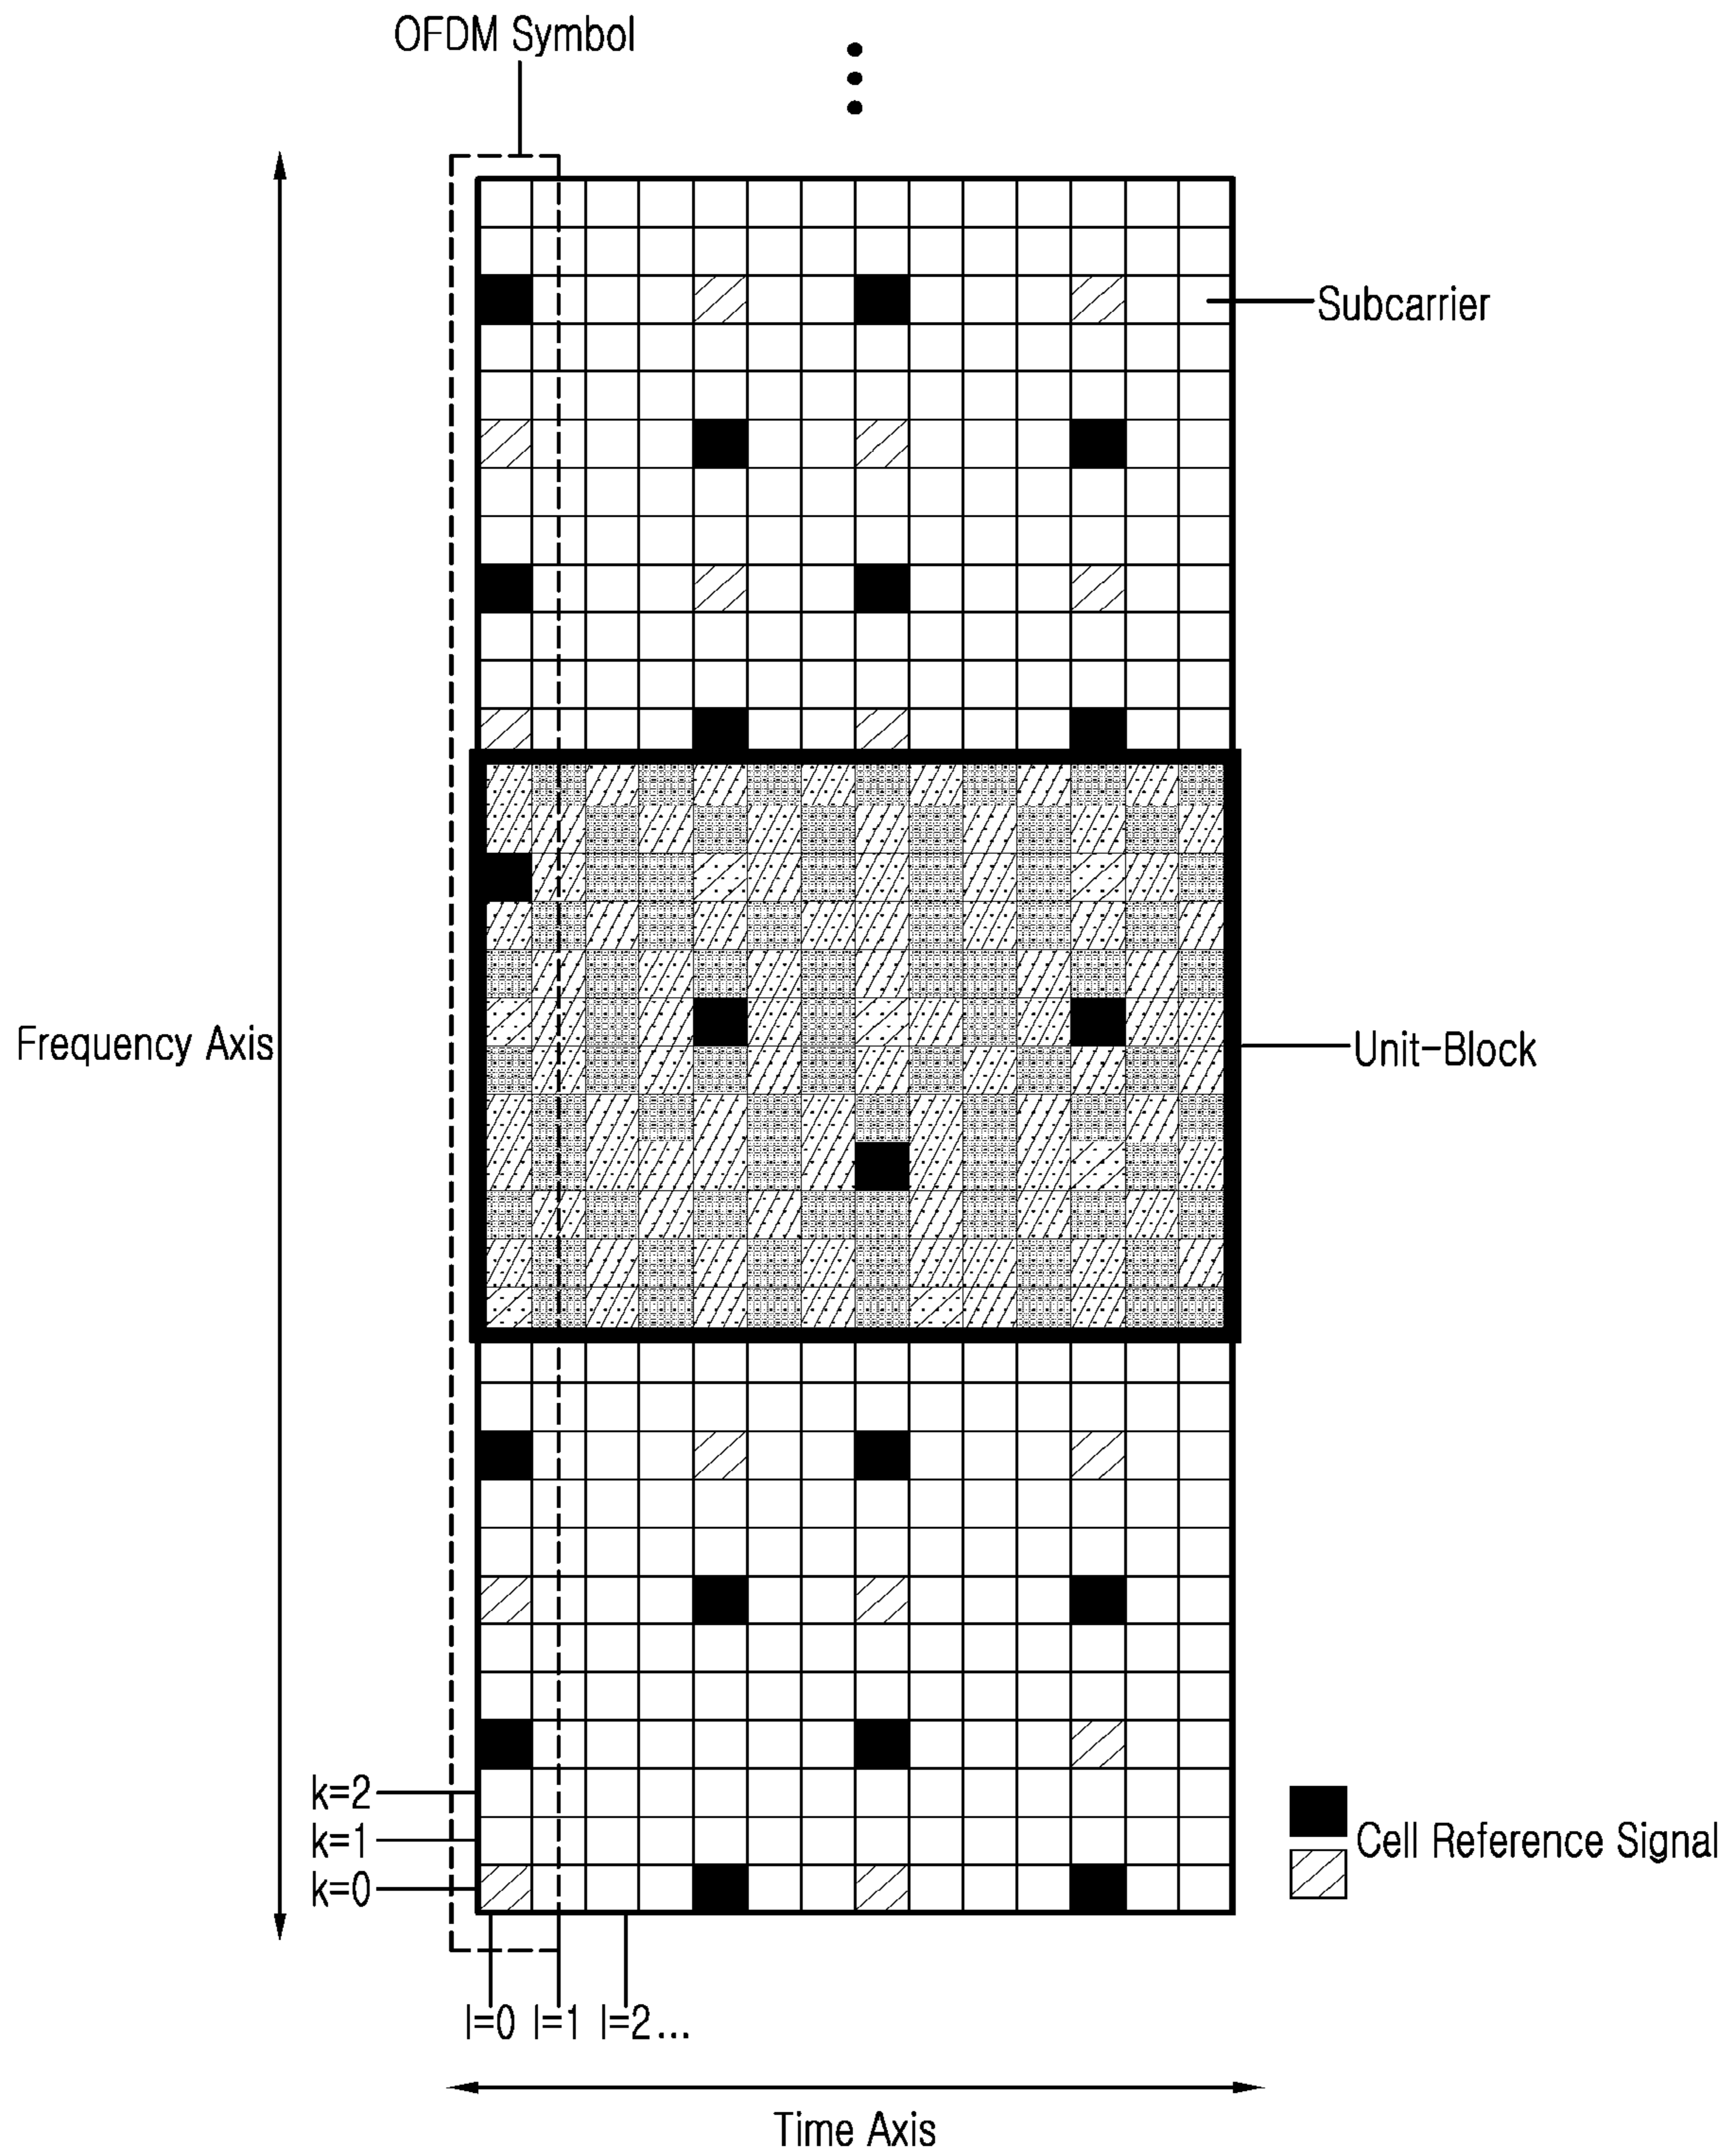 OFDM Symbol
Subcarrier
Frequency Axis
Unit-Block
k=2
k=1
k=0
Cell Reference Signal
l=0 l=1 l=2...
Time Axis